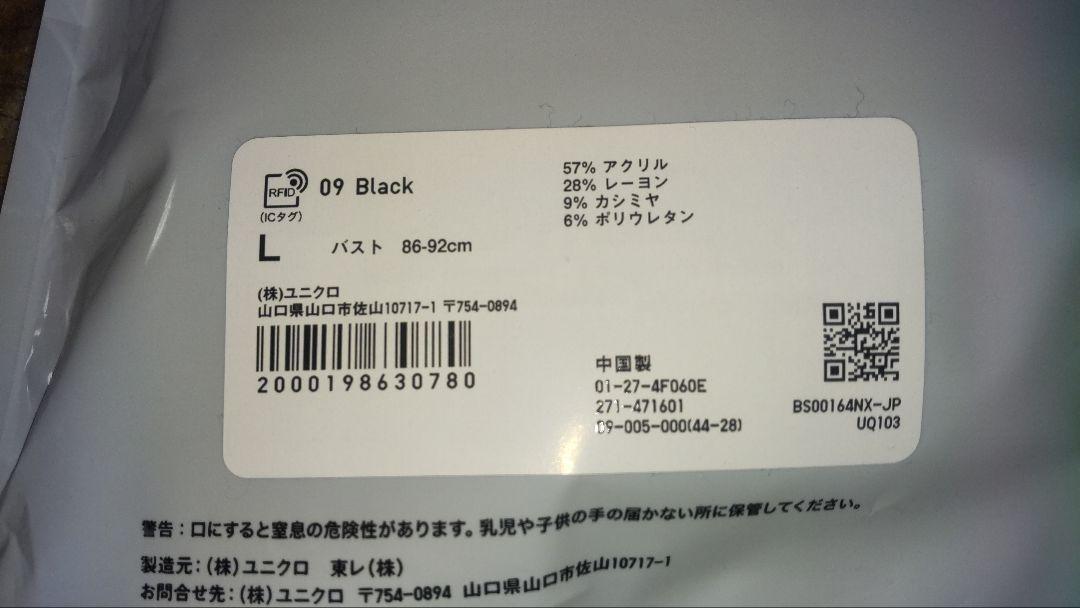 RFID
(ICタグ)
09 Black
L バスト 86-92cm
57% アクリル
28% レーヨン
9% カシミヤ
6% ポリウレタン
(株)ユニクロ
山口県山口市佐山10717-1 〒754-0894
2000198630780
中国製
01-27-4F060E
271-471601
09-005-000(44-28)
BS00164NX-JP
UQ103
警告：口にすると窒息の危険性があります。乳児や子供の手の届かない所に保管してください。
製造元：(株)ユニクロ 東レ(株)
お問合せ先：(株)ユニクロ 〒754-0894 山口県山口市佐山10717-1